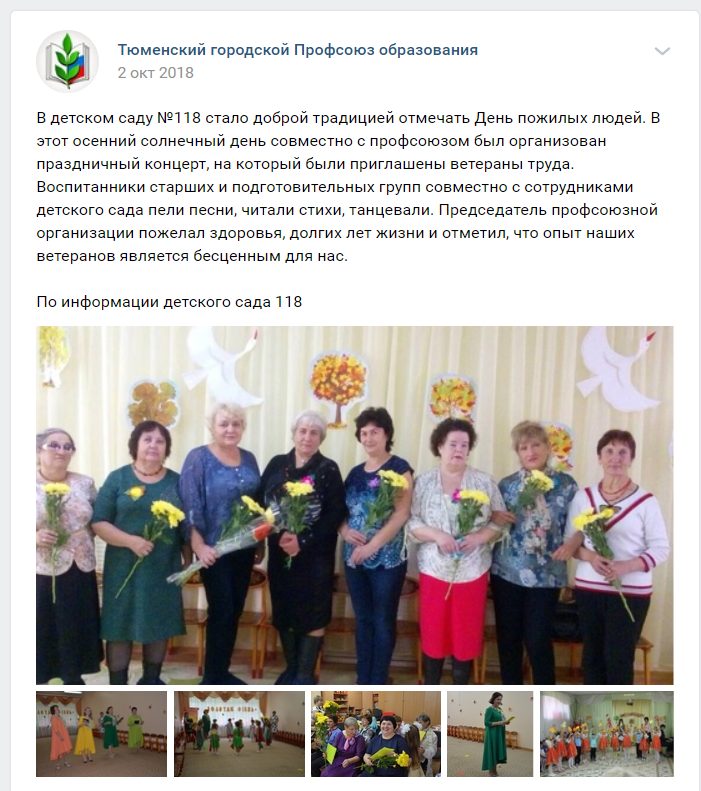 Тюменский городской Профсоюз образования
2 окт 2018
В детском саду №118 стало доброй традицией отмечать День пожилых людей. В
этот осенний солнечный день совместно с профсоюзом был организован
праздничный концерт, на который были приглашены ветераны труда.
Воспитанники старших и подготовительных групп совместно с сотрудниками
детского сада пели песни, читали стихи, танцевали. Председатель профсоюзной
организации пожелал здоровья, долгих лет жизни и отметил, что опыт наших
ветеранов является бесценным для нас.
По информации детского сада 118